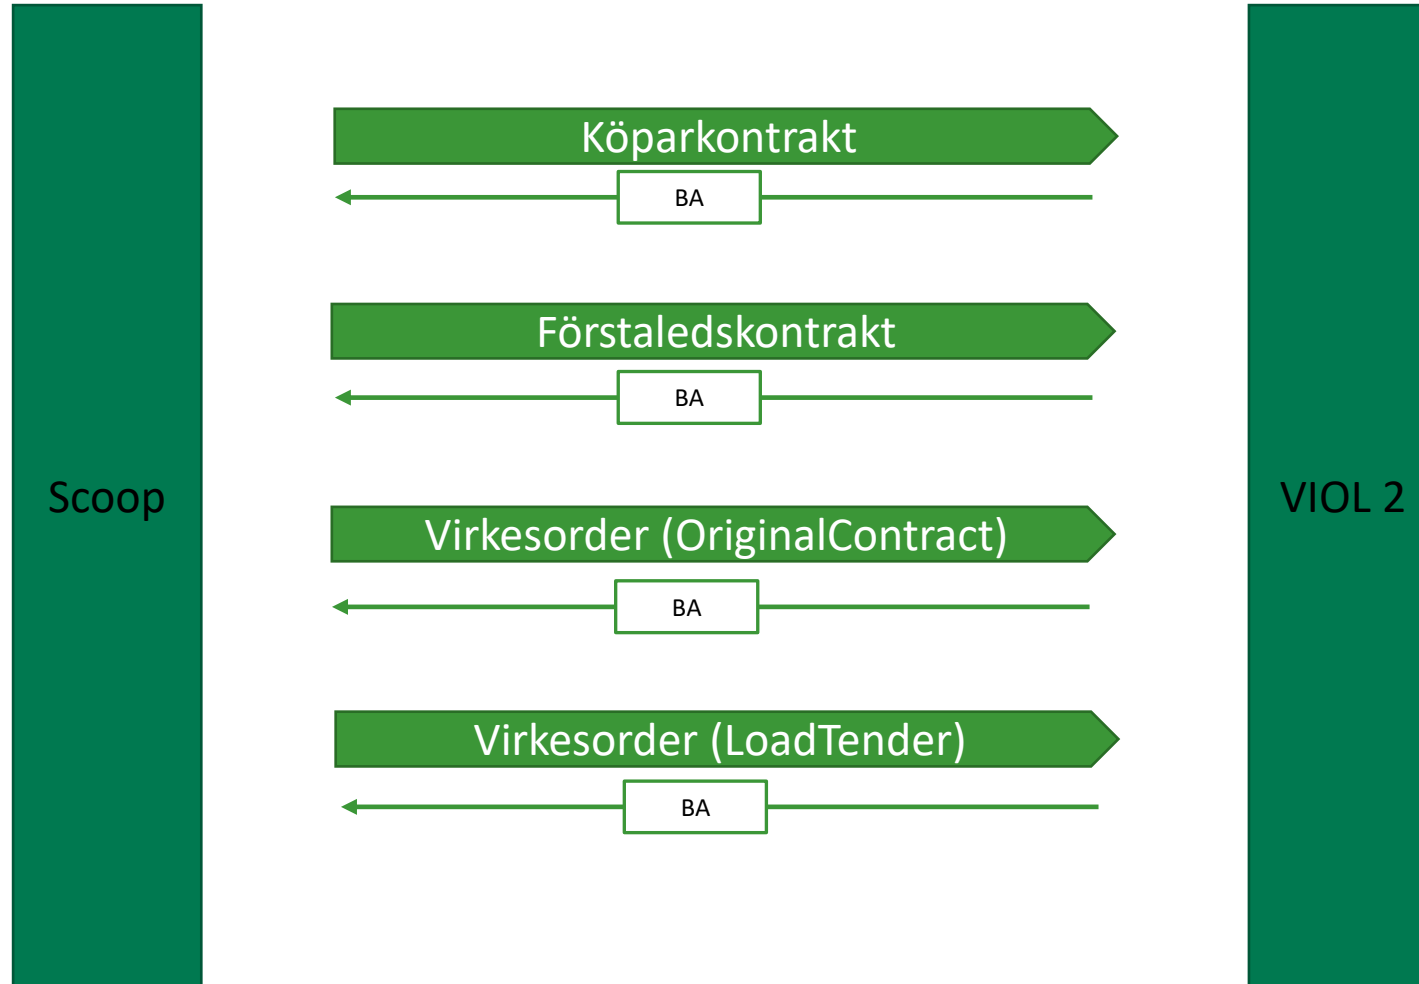 Köparkontrakt
BA
Förstaledskontrakt
BA
Scoop
VIOL 2
Virkesorder (OriginalContract)
BA
Virkesorder (LoadTender)
BA